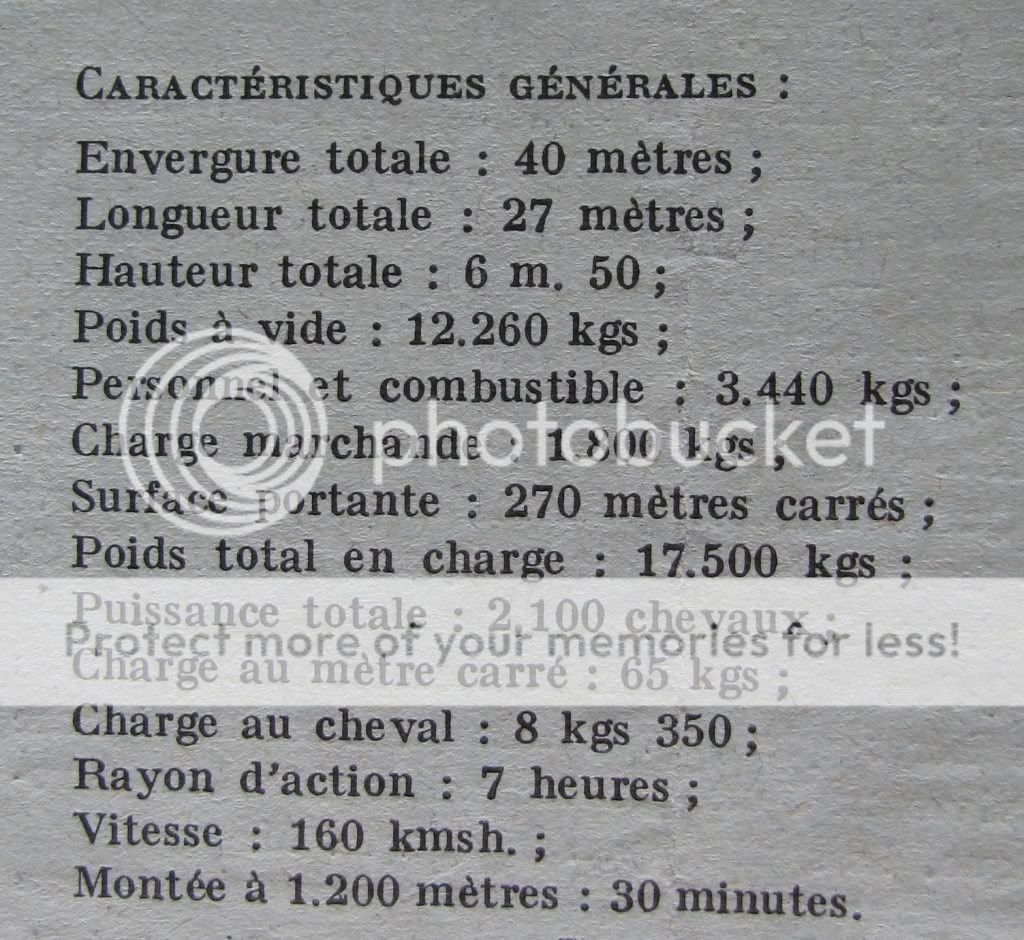 CARACTÉRISTIQUES GÉNÉRALES :
Envergure totale : 40 mètres ;
Longueur totale : 27 mètres ;
Hauteur totale : 6 m. 50 ;
Poids à vide : 12.260 kgs ;
Personnel et combustible : 3.440 kgs ;
Charge marchande : 1.800 kgs ;
photobucket
Surface portante : 270 mètres carrés ;
Poids total en charge : 17.500 kgs ;
Puissance totale : 2.100 chevaux ;
Protect more of your memories for less!
Charge au mètre carré : 65 kgs ;
Charge au cheval : 8 kgs 350 ;
Rayon d'action : 7 heures ;
Vitesse : 160 kmsh. ;
Montée à 1.200 mètres : 30 minutes.